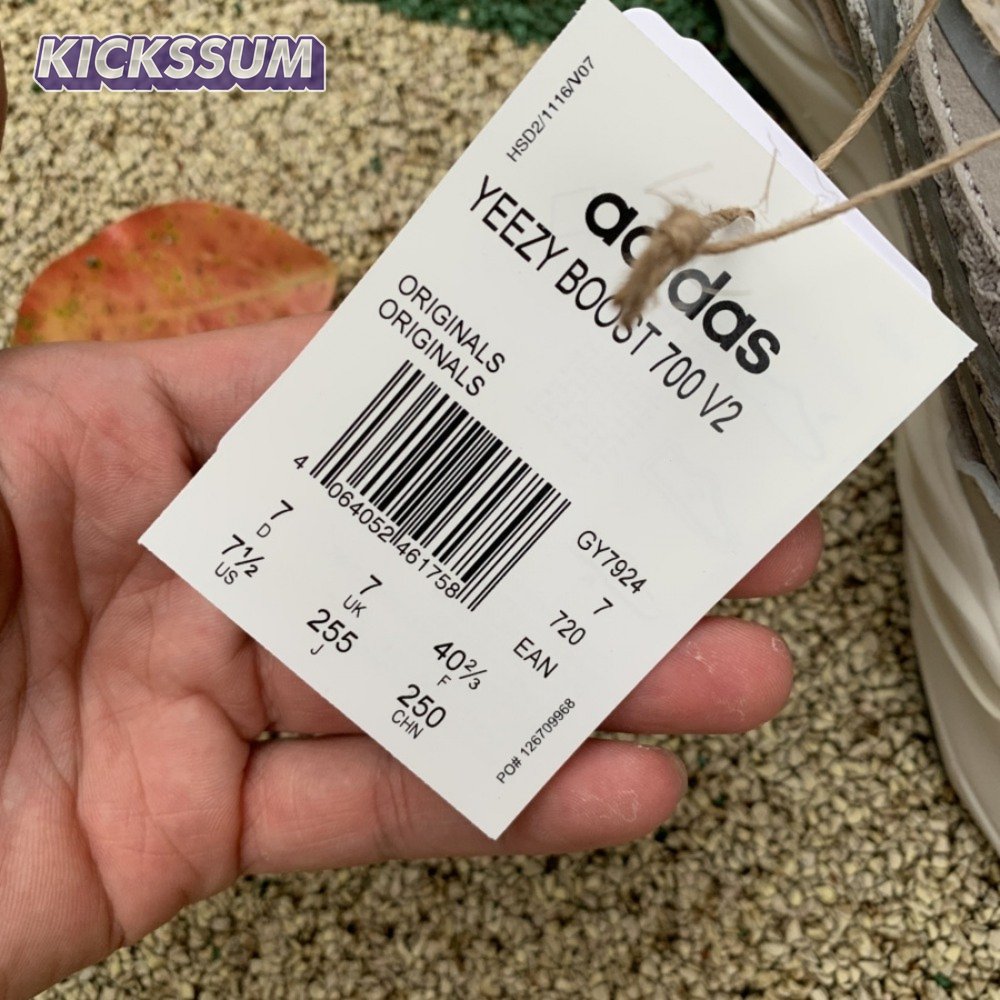 KICKSSUM
HSD2/1116/V07
adidas
YEEZY BOOST 700 V2
ORIGINALS
ORIGINALS
4 064052 461758
GY7924
7
720
EAN
7
D
7
UK
40⅔
F
7½
US
255
J
250
CHN
PO# 126709968